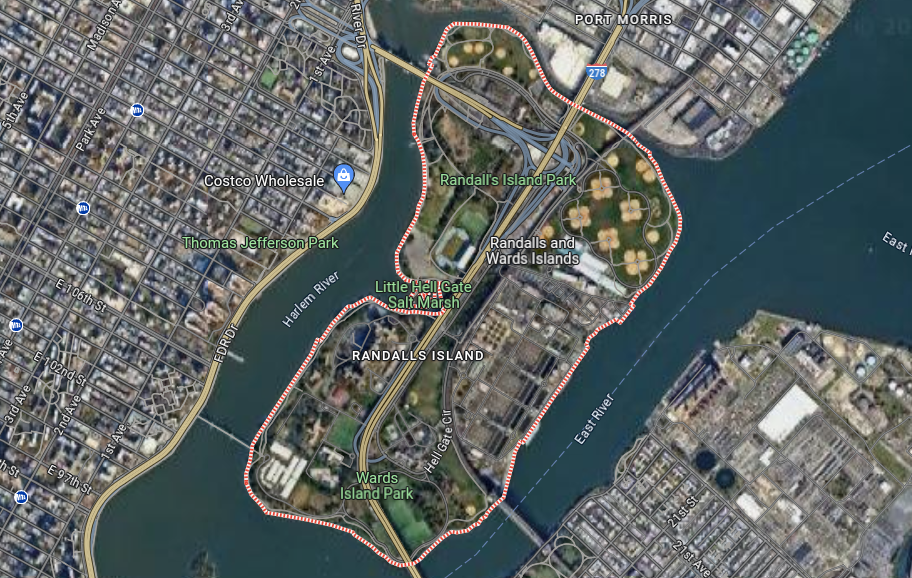 PORT MORRIS
278
Madison A
3rd Av
2n
River Dr
1st Ave
5th Ave
Park Ave
Costco Wholesale
Randall's Island Park
Thomas Jefferson Park
Randalls and
Wards Islands
East
Little Hell Gate
Salt Marsh
Harlem River
E 106th St
FDR Dr
RANDALLS ISLAND
E 102nd St
3rd Ave
2nd Ave
1st Ave
East River
Hell Gate Cir
E 97th St
th St
Wards
Island Park
21st St
21st Ave